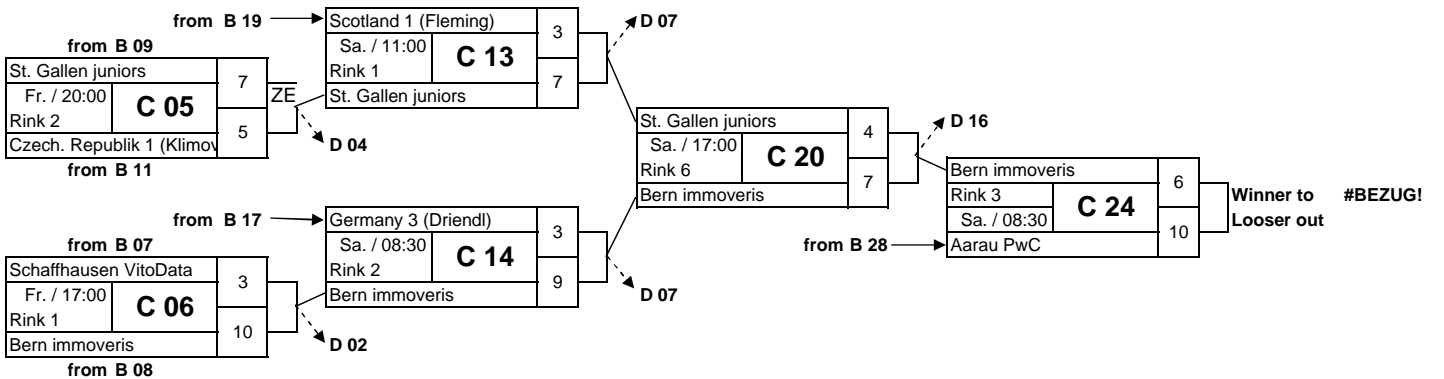 from B 19
Scotland 1 (Fleming)
3
D 07
Sa. / 11:00
C 13
Rink 1
7
St. Gallen juniors
from B 09
St. Gallen juniors
7
ZE
Fr. / 20:00
C 05
Rink 2
5
Czech. Republik 1 (Klimov
from B 11
D 04
St. Gallen juniors
4
D 16
Sa. / 17:00
C 20
Rink 6
7
Bern immoveris
Bern immoveris
6
Winner to #BEZUG!
Rink 3
C 24
Looser out
Sa. / 08:30
10
from B 28
Aarau PwC
from B 17
Germany 3 (Driendl)
3
Sa. / 08:30
C 14
Rink 2
9
Bern immoveris
D 07
from B 07
Schaffhausen VitoData
3
Fr. / 17:00
C 06
Rink 1
10
Bern immoveris
D 02
from B 08